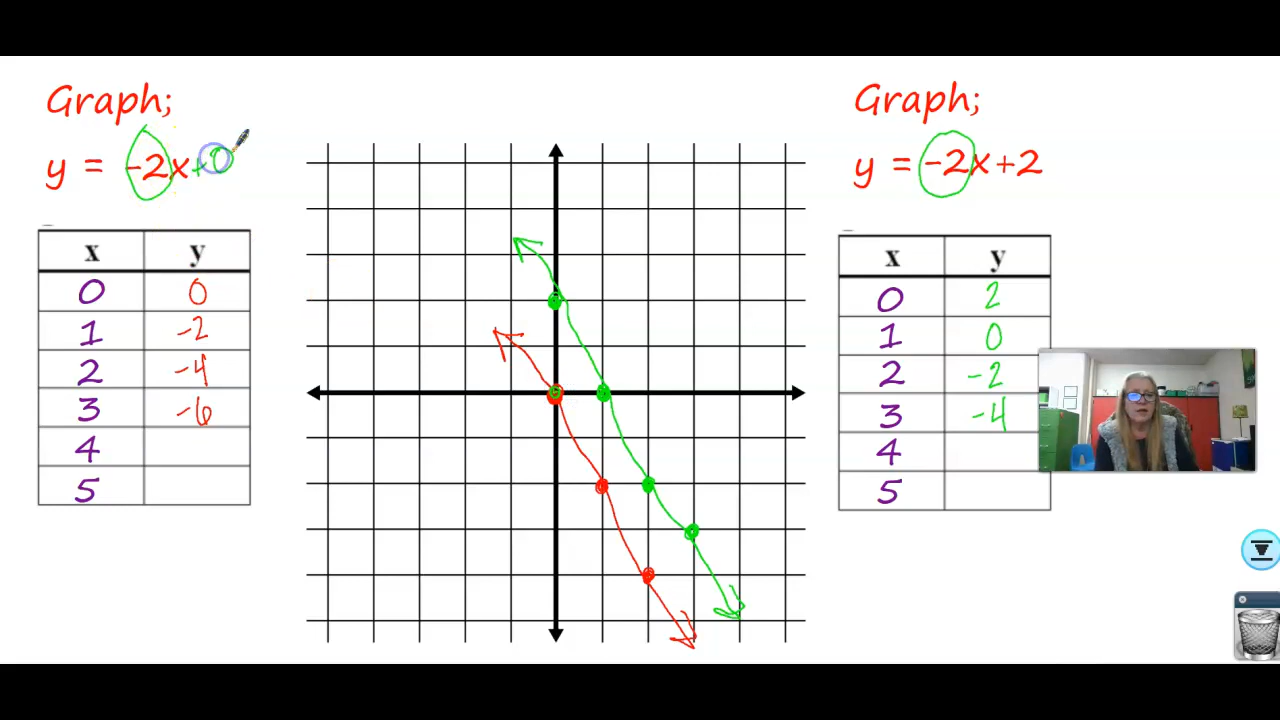 Graph;
y = -2x+0
x y
0 0
1 -2
2 -4
3 -6
4
5
Graph;
y = -2x+2
x y
0 2
1 0
2 -2
3 -4
4
5